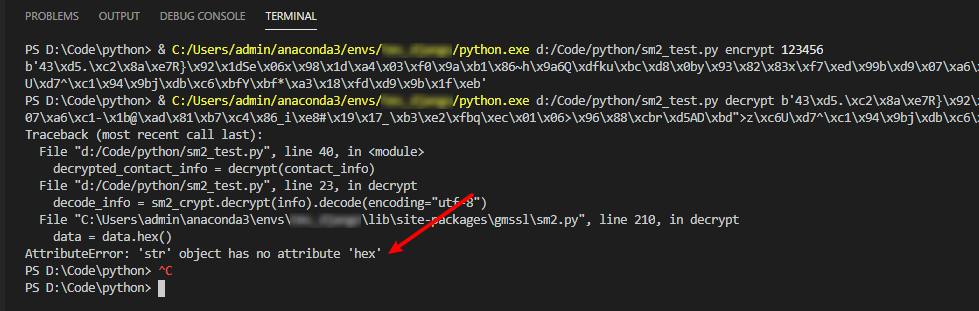 PROBLEMS OUTPUT DEBUG CONSOLE TERMINAL
PS D:\Code\python> & C:/Users/admin/anaconda3/envs/ /python.exe d:/Code/python/sm2_test.py encrypt 123456
b'43\xd5.\xc2\x8a\xe7R}\x92\x1d5e\x06x\x98\x1d\xa4\x03\xf0\x9a\xb1\x86~h\x9a6Q\xdfku\xbc\xd8\x0by\x93\x82\x83x\xf7\xed\x99b\xd9\x07\xa6\
U\xd7^\xc1\x94\x9bj\xdb\xc6\xbfY\xbf*\xa3\x18\xfd\xd9\x9b\x1f\xeb'
PS D:\Code\python> & C:/Users/admin/anaconda3/envs/ /python.exe d:/Code/python/sm2_test.py decrypt b'43\xd5.\xc2\x8a\xe7R}\x92\
07\xa6\xc1-\x1b@\xad\x81\xb7\xc4\x86_i\xe8#\x19\x17_\xb3\xe2\xfbq\xec\x01\x06>\x96\x88\xcbr\xd5AD\xbd">z\xc6U\xd7^\xc1\x94\x9bj\xdb\xc6\
Traceback (most recent call last):
File "d:/Code/python/sm2_test.py", line 40, in <module>
decrypted_contact_info = decrypt(contact_info)
File "d:/Code/python/sm2_test.py", line 23, in decrypt
decode_info = sm2_crypt.decrypt(info).decode(encoding="utf-8")
File "C:\Users\admin\anaconda3\envs\ \lib\site-packages\gmssl\sm2.py", line 210, in decrypt
data = data.hex()
AttributeError: 'str' object has no attribute 'hex'
PS D:\Code\python> ^C
PS D:\Code\python>